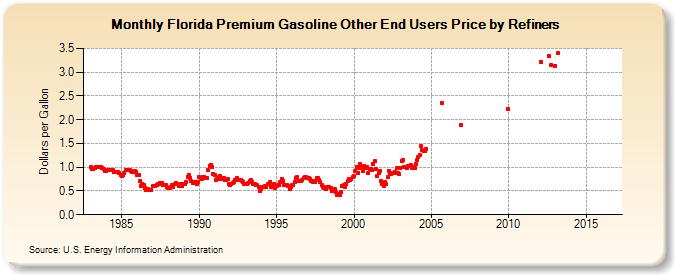 Monthly Florida Premium Gasoline Other End Users Price by Refiners
Dollars per Gallon
3.5
3.0
2.5
2.0
1.5
1.0
0.5
0.0
1985 1990 1995 2000 2005 2010 2015
Source: U.S. Energy Information Administration